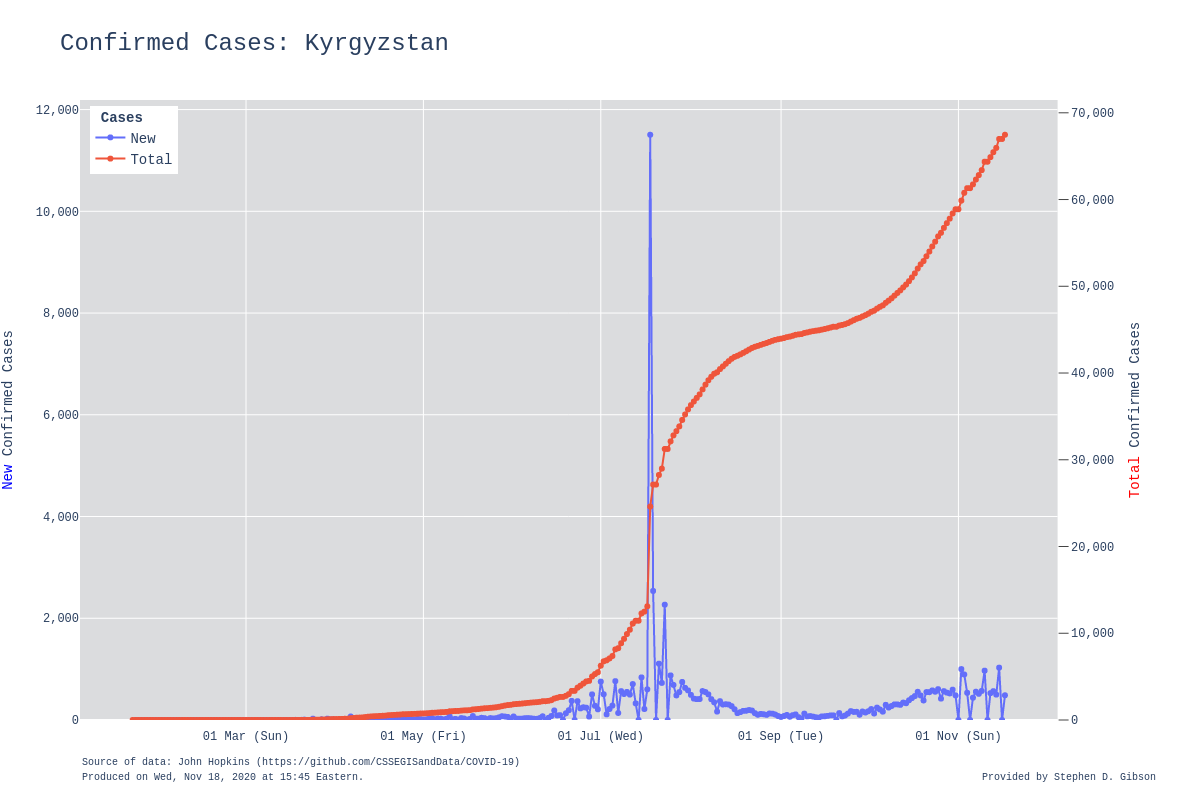 Confirmed Cases: Kyrgyzstan
Cases
New
Total
12,000
10,000
8,000
6,000
4,000
2,000
0
New Confirmed Cases
70,000
60,000
50,000
40,000
30,000
20,000
10,000
0
Total Confirmed Cases
01 Mar (Sun)
01 May (Fri)
01 Jul (Wed)
01 Sep (Tue)
01 Nov (Sun)
Source of data: John Hopkins (https://github.com/CSSEGISandData/COVID-19)
Produced on Wed, Nov 18, 2020 at 15:45 Eastern.
Provided by Stephen D. Gibson